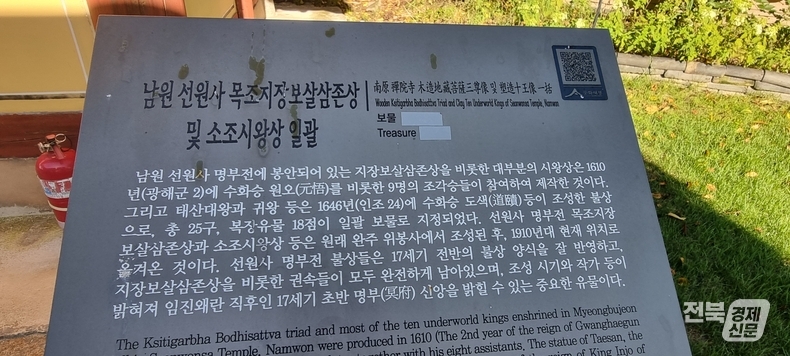 남원 선원사 목조지장보살삼존상
및 소조시왕상 일괄
南原 禪院寺 木造地藏菩薩三尊像 및 塑造十王像 一括
Wooden Ksitigarbha Bodhisattva Triad and Clay Ten Underworld Kings of Seonwonsa Temple, Namwon
보물
Treasure
남원 선원사 명부전에 봉안되어 있는 지장보살삼존상을 비롯한 대부분의 시왕상은 1610
년(광해군 2)에 수화승 원오(元悟)를 비롯한 9명의 조각승들이 참여하여 제작한 것이다.
그리고 태산대왕과 귀왕 등은 1646년(인조 24)에 수화승 도색(道賾)등이 조성한 불상
으로, 총 25구, 복장유물 18점이 일괄 보물로 지정되었다. 선원사 명부전 목조지장
보살삼존상과 소조시왕상 등은 원래 완주 위봉사에서 조성된 후, 1910년대 현재 위치로
옮겨온 것이다. 선원사 명부전 불상들은 17세기 전반의 불상 양식을 잘 반영하고,
지장보살삼존상을 비롯한 권속들이 모두 완전하게 남아있으며, 조성 시기와 작가 등이
밝혀져 임진왜란 직후인 17세기 초반 명부(冥府) 신앙을 밝힐 수 있는 중요한 유물이다.
The Ksitigarbha Bodhisattva triad and most of the ten underworld kings enshrined in Myeongbujeon
Seonwonsa Temple, Namwon were produced in 1610 (The 2nd year of the reign of Gwanghaegun
together with his eight assistants. The statue of Taesan, the
reign of King Injo of
전북 경제
신문